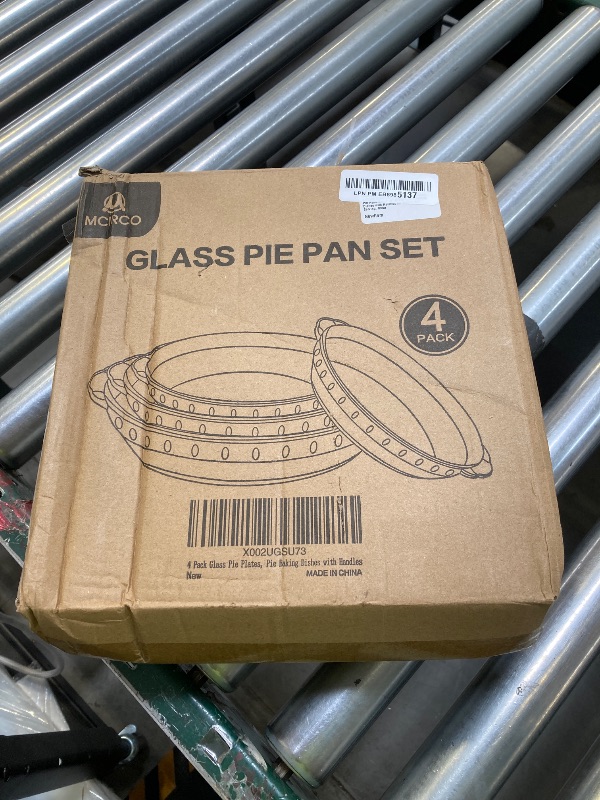 MCIRCO
GLASS PIE PAN SET
4
PACK
X002UGSU73
4 Pack Glass Pie Plates, Pie Baking Dishes with Handles
New
MADE IN CHINA